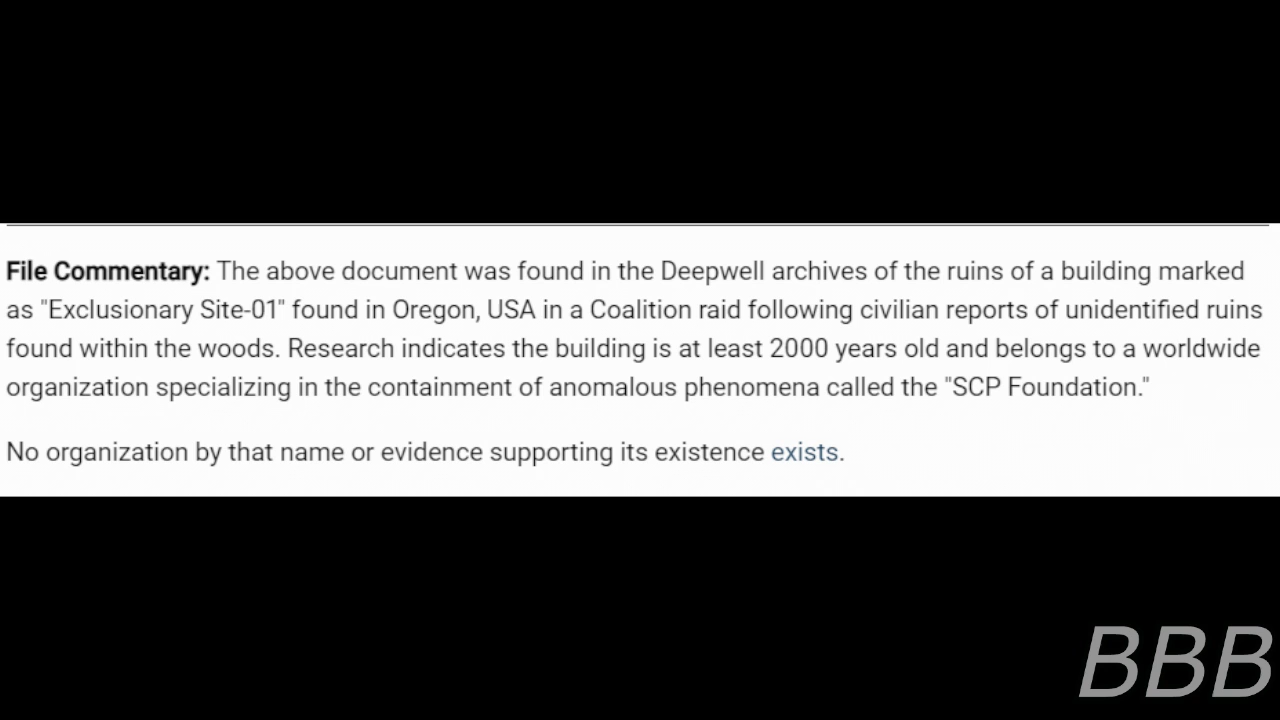 File Commentary: The above document was found in the Deepwell archives of the ruins of a building marked
as "Exclusionary Site-01" found in Oregon, USA in a Coalition raid following civilian reports of unidentified ruins
found within the woods. Research indicates the building is at least 2000 years old and belongs to a worldwide
organization specializing in the containment of anomalous phenomena called the "SCP Foundation."
No organization by that name or evidence supporting its existence exists.
BBB